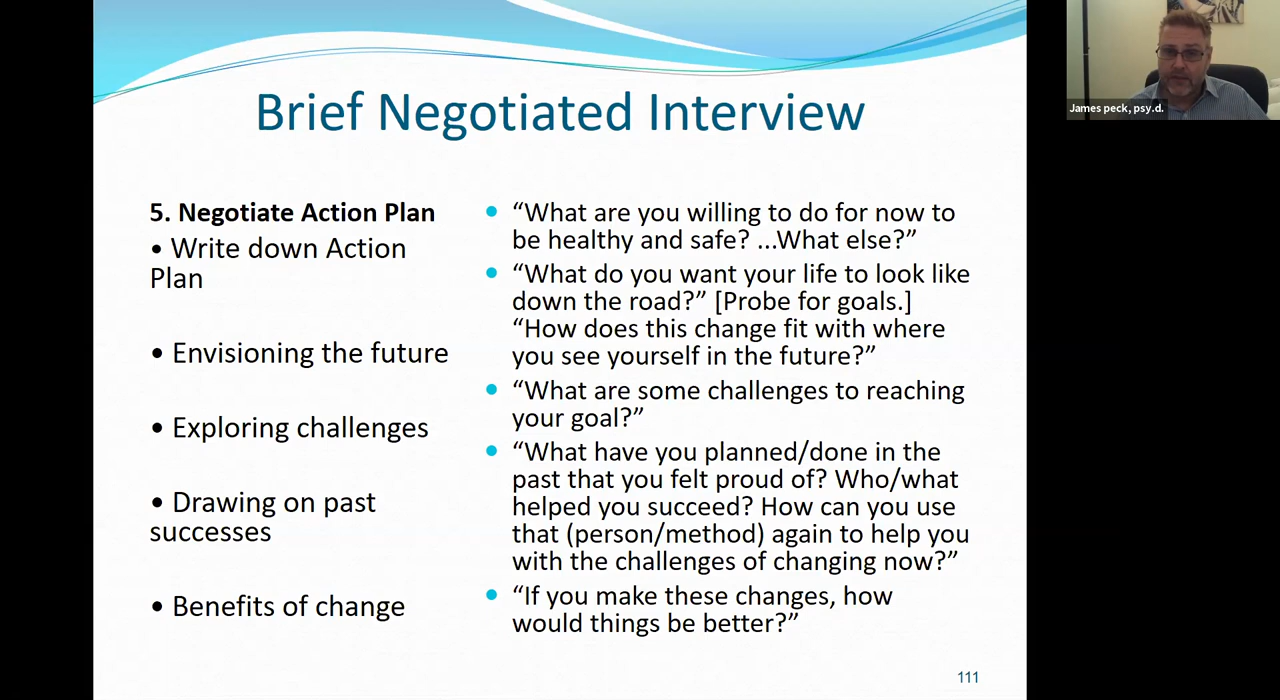 Brief Negotiated Interview
5. Negotiate Action Plan
• Write down Action
Plan
• Envisioning the future
• Exploring challenges
• Drawing on past
successes
• Benefits of change
• “What are you willing to do for now to
be healthy and safe? ...What else?”
• “What do you want your life to look like
down the road?” [Probe for goals.]
“How does this change fit with where
you see yourself in the future?”
• “What are some challenges to reaching
your goal?”
• “What have you planned/done in the
past that you felt proud of? Who/what
helped you succeed? How can you use
that (person/method) again to help you
with the challenges of changing now?”
• “If you make these changes, how
would things be better?”
111
James peck, psy.d.